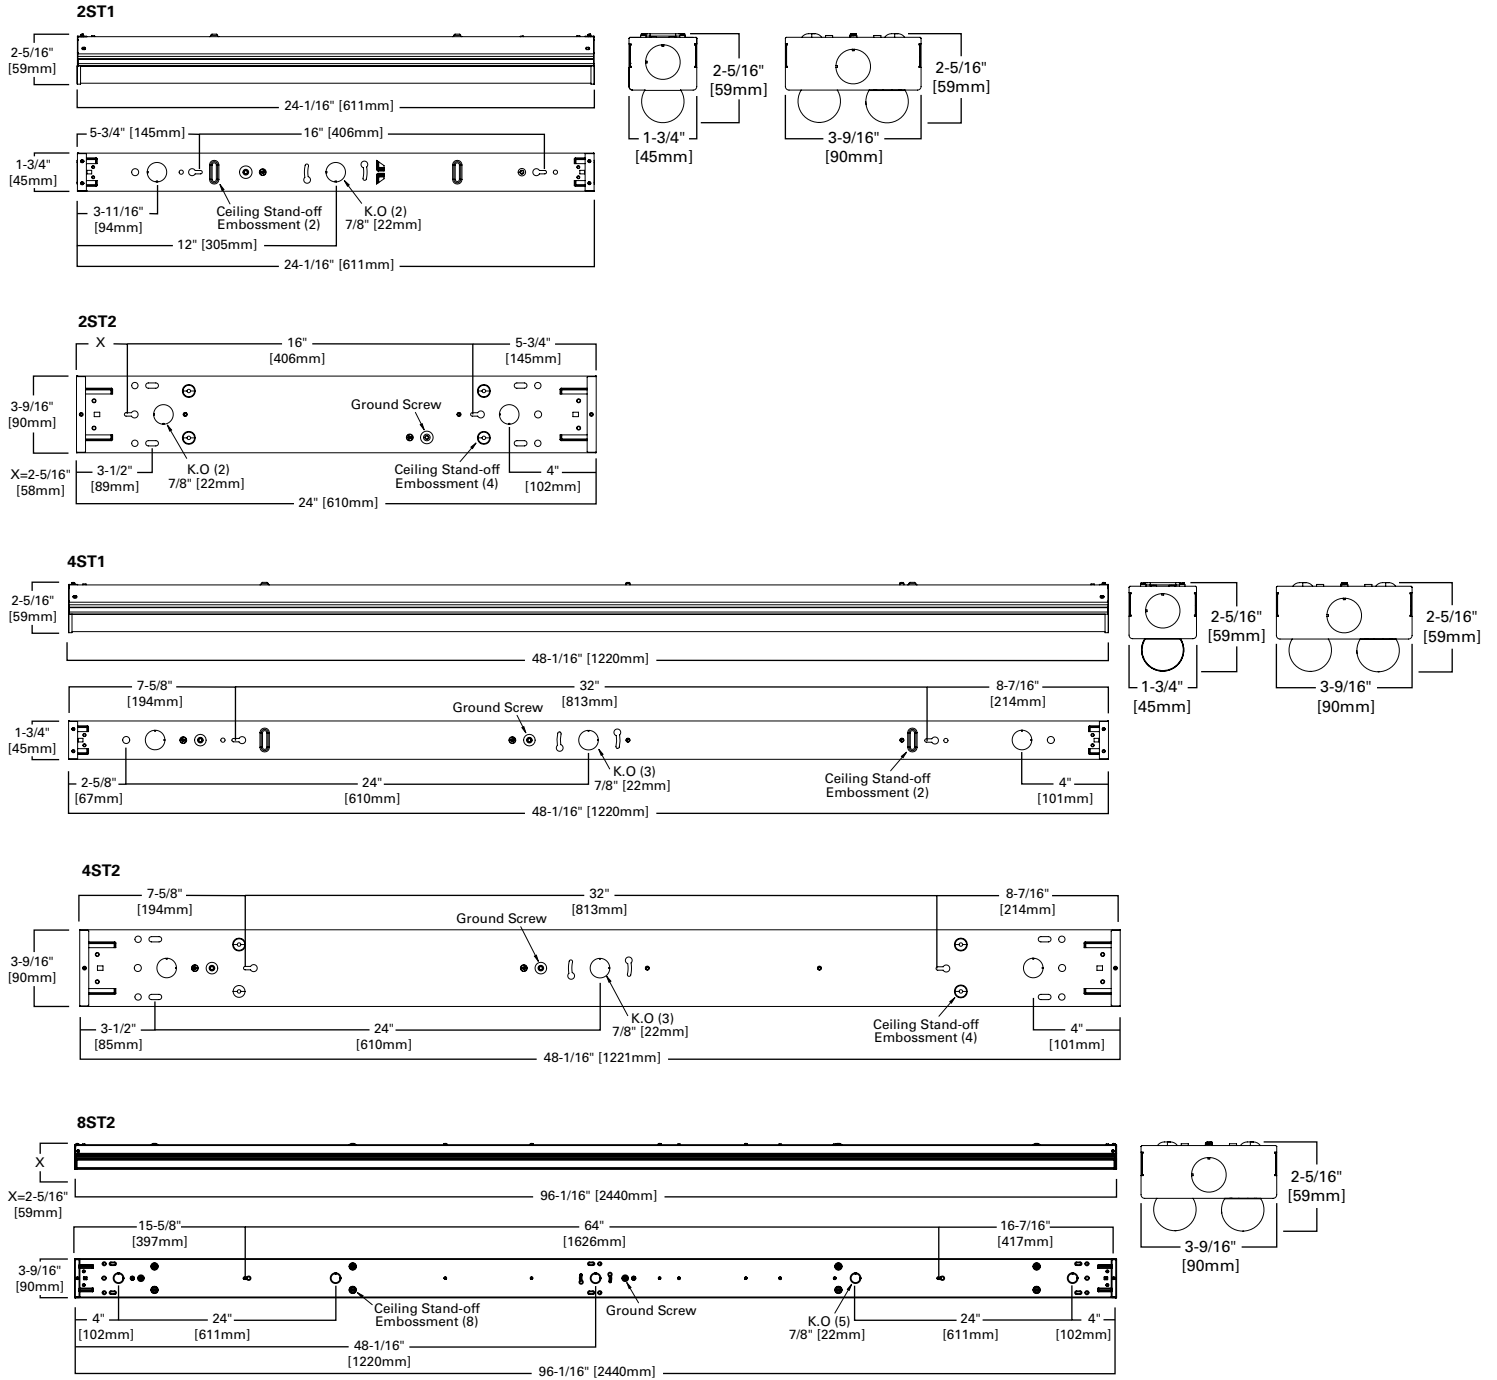 2ST1
2-5/16"
[59mm]
24-1/16" [611mm]
2-5/16"
[59mm]
1-3/4"
[45mm]
2-5/16"
[59mm]
3-9/16"
[90mm]
5-3/4" [145mm]
16" [406mm]
1-3/4"
[45mm]
3-11/16"
[94mm]
Ceiling Stand-off
Embossment (2)
K.O (2)
7/8" [22mm]
12" [305mm]
24-1/16" [611mm]
2ST2
X
16"
[406mm]
5-3/4"
[145mm]
3-9/16"
[90mm]
Ground Screw
X=2-5/16"
[58mm]
3-1/2"
[89mm]
K.O (2)
7/8" [22mm]
Ceiling Stand-off
Embossment (4)
4"
[102mm]
24" [610mm]
4ST1
2-5/16"
[59mm]
48-1/16" [1220mm]
2-5/16"
[59mm]
1-3/4"
[45mm]
2-5/16"
[59mm]
3-9/16"
[90mm]
7-5/8"
[194mm]
32"
[813mm]
8-7/16"
[214mm]
Ground Screw
1-3/4"
[45mm]
2-5/8"
[67mm]
24"
[610mm]
K.O (3)
7/8" [22mm]
Ceiling Stand-off
Embossment (2)
4"
[101mm]
48-1/16" [1220mm]
4ST2
7-5/8"
[194mm]
32"
[813mm]
8-7/16"
[214mm]
Ground Screw
3-9/16"
[90mm]
3-1/2"
[85mm]
24"
[610mm]
K.O (3)
7/8" [22mm]
Ceiling Stand-off
Embossment (4)
4"
[101mm]
48-1/16" [1221mm]
8ST2
X
X=2-5/16"
[59mm]
96-1/16" [2440mm]
2-5/16"
[59mm]
3-9/16"
[90mm]
15-5/8"
[397mm]
64"
[1626mm]
16-7/16"
[417mm]
3-9/16"
[90mm]
4"
[102mm]
24"
[611mm]
Ceiling Stand-off
Embossment (8)
Ground Screw
K.O (5)
7/8" [22mm]
24"
[611mm]
4"
[102mm]
48-1/16"
[1220mm]
96-1/16" [2440mm]